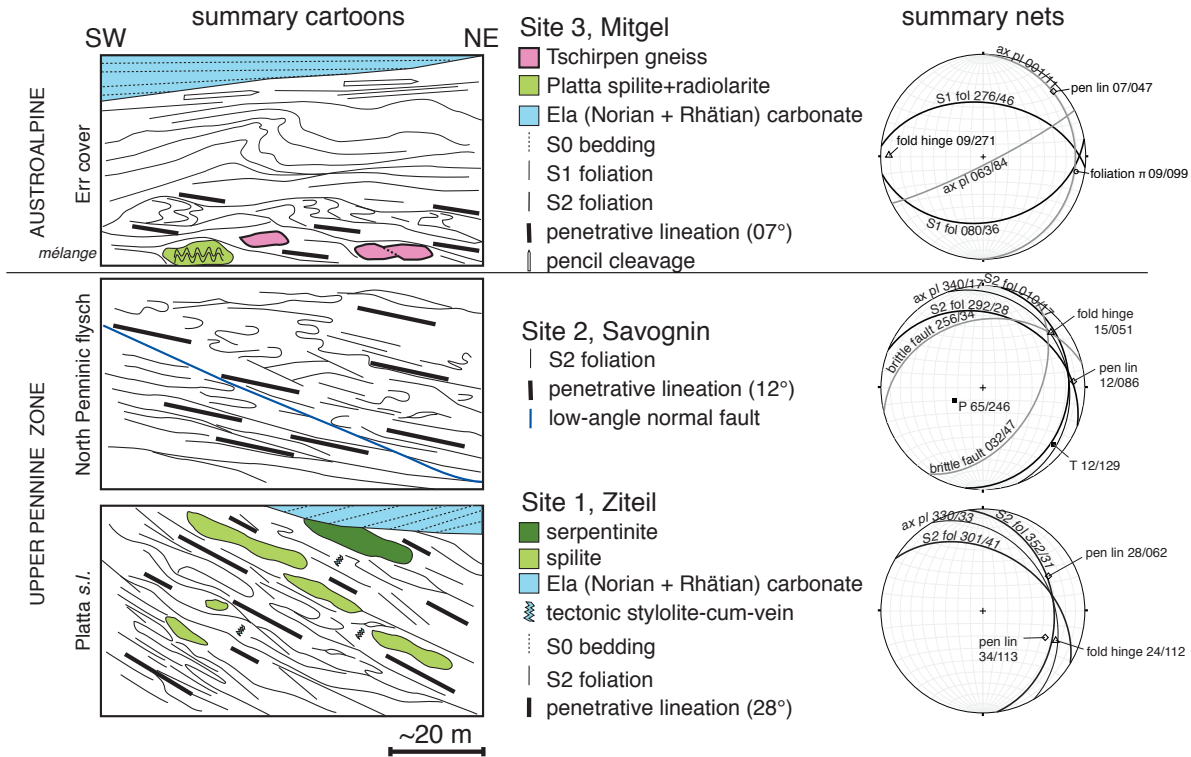 summary cartoons
summary nets
SW
NE
AUSTROALPINE
Err cover
mélange
Site 3, Mitgel
Tschirpen gneiss
Platta spilite+radiolarite
Ela (Norian + Rhätian) carbonate
S0 bedding
S1 foliation
S2 foliation
penetrative lineation (07°)
pencil cleavage
ax pl 001/11
pen lin 07/047
S1 fol 276/46
fold hinge 09/271
ax pl 063/84
foliation π 09/099
S1 fol 080/36
UPPER PENNINE ZONE
North Penninic flysch
Site 2, Savognin
S2 foliation
penetrative lineation (12°)
low-angle normal fault
ax pl 340/17
S2 fol 010/17
S2 fol 292/28
brittle fault 256/34
fold hinge
15/051
pen lin
12/086
P 65/246
brittle fault 032/47
T 12/129
Platta s.l.
Site 1, Ziteil
serpentinite
spilite
Ela (Norian + Rhätian) carbonate
tectonic stylolite-cum-vein
S0 bedding
S2 foliation
penetrative lineation (28°)
ax pl 330/33
S2 fol 352/31
S2 fol 301/41
pen lin 28/062
pen lin
34/113
fold hinge 24/112
~20 m